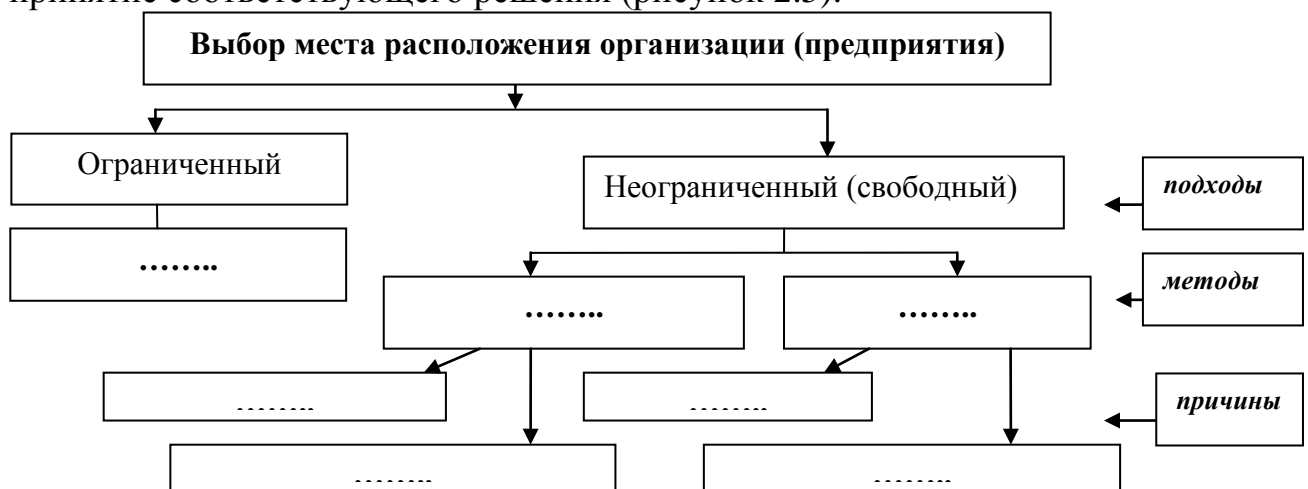 принятие соответствующего решения (рисунок 2.3).
Выбор места расположения организации (предприятия)
Ограниченный
Неограниченный (свободный)
подходы
……..
методы
……..
……..
……..
……..
причины
……..
……..